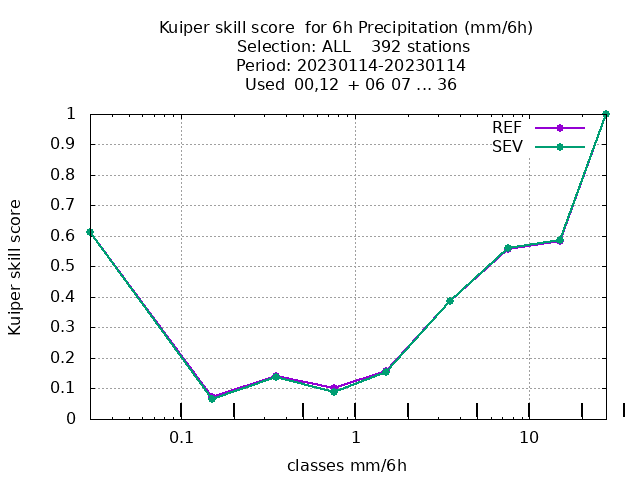 Kuiper skill score  for 6h Precipitation (mm/6h)
Selection: ALL    392 stations
Period: 20230114-20230114
Used  00,12  + 06 07 ... 36
REF
SEV
1
0.9
0.8
0.7
0.6
0.5
0.4
0.3
0.2
0.1
0
Kuiper skill score
0.1
1
10
classes mm/6h